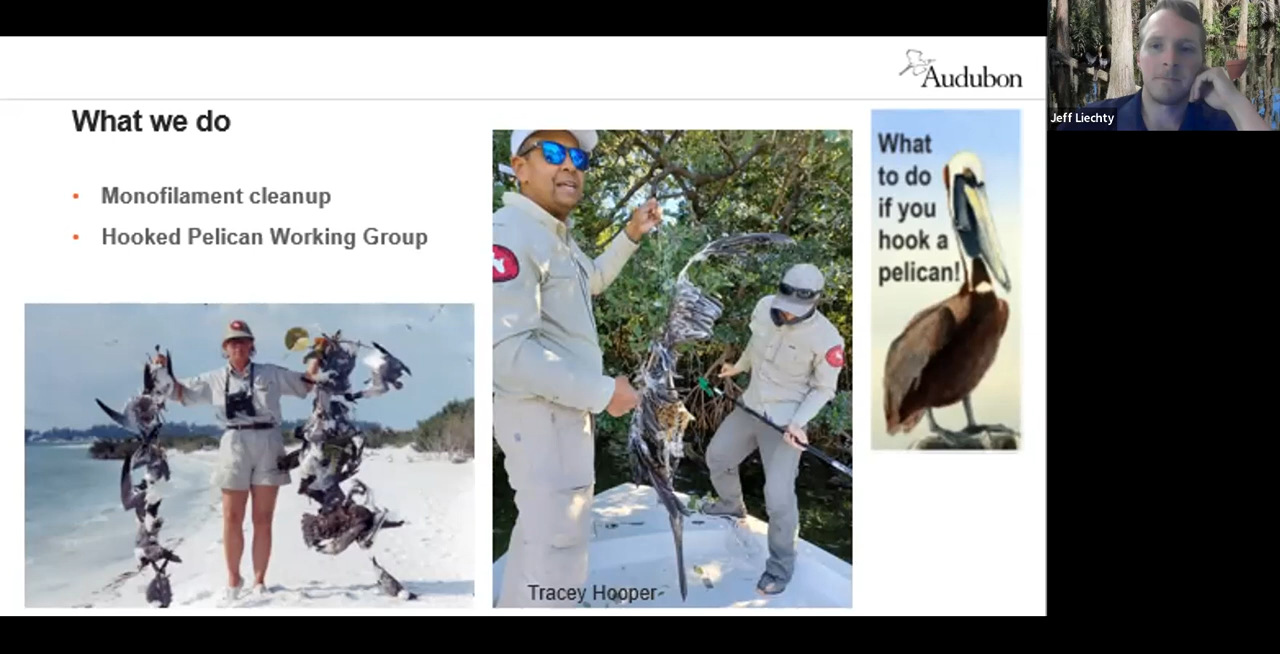 Audubon
What we do
• Monofilament cleanup
• Hooked Pelican Working Group
What
to do
if you
hook a
pelican!
Tracey Hooper
Jeff Liechty